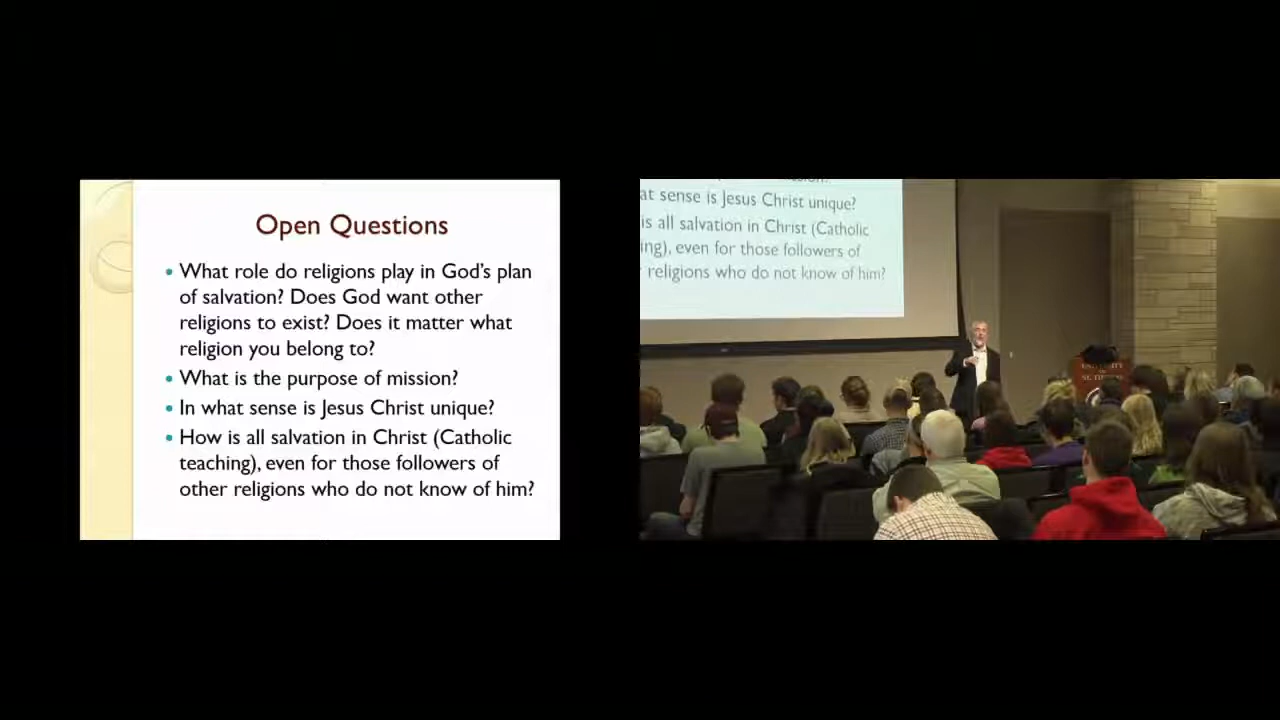 Open Questions
• What role do religions play in God's plan
of salvation? Does God want other
religions to exist? Does it matter what
religion you belong to?
• What is the purpose of mission?
• In what sense is Jesus Christ unique?
• How is all salvation in Christ (Catholic
teaching), even for those followers of
other religions who do not know of him?
at sense is Jesus Christ unique?
is all salvation in Christ (Catholic
ing), even for those followers of
religions who do not know of him?
UNIVERSITY
of
ST. THOMAS